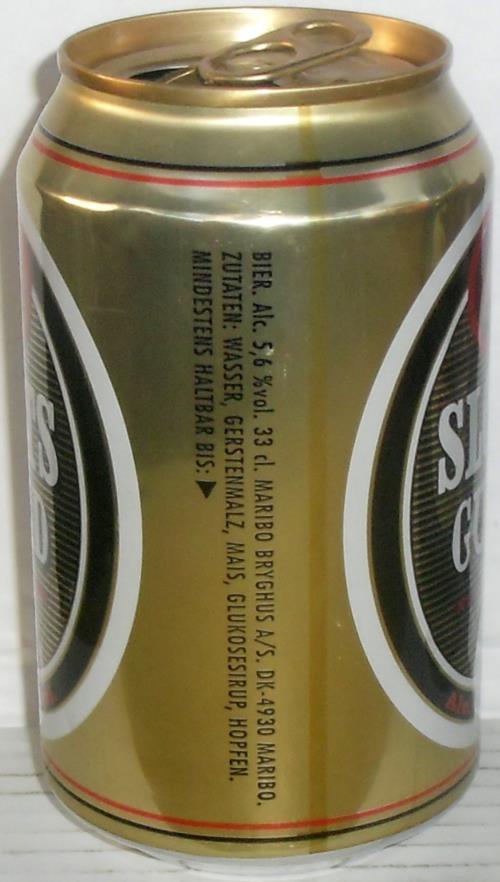 BIER. Alc. 5,6 %vol. 33 cl. MARIBO BRYGHUS A/S. DK-4930 MARIBO.
ZUTATEN: WASSER, GERSTENMALZ, MAIS, GLUKOSESIRUP, HOPFEN.
MINDESTENS HALTBAR BIS: ▶